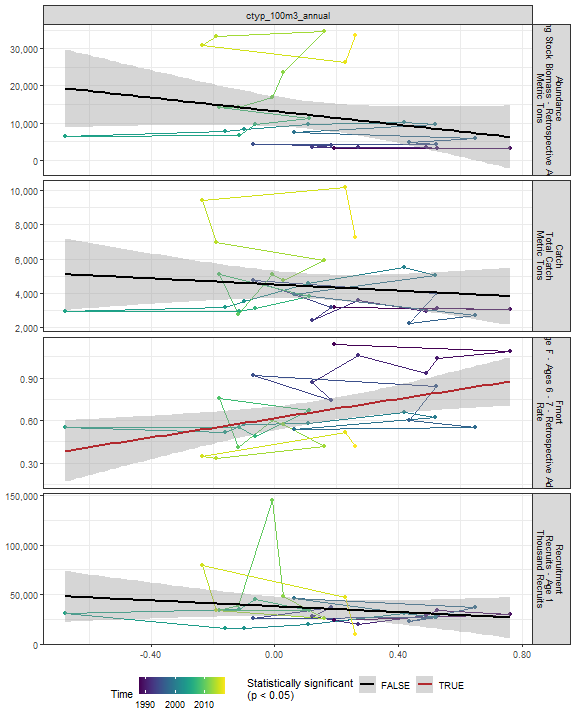 ctyp_100m3_annual
30,000
20,000
10,000
0
Abundance
Stock Biomass - Retrospective
Metric Tons
10,000
8,000
6,000
4,000
2,000
Catch
Total Catch
Metric Tons
0.90
0.60
0.30
Fmort
F - Ages 6 - 7 - Retrospective
Rate
150,000
100,000
50,000
0
Recruitment
Recruits - Age 1
Thousand Recruits
-0.40 0.00 0.40 0.80
Time
1990 2000 2010
Statistically significant
(p < 0.05)
FALSE TRUE